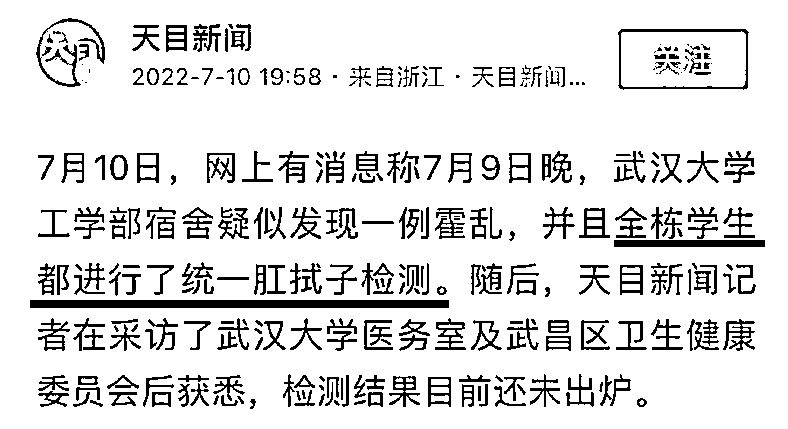 天目新闻
2022-7-10 19:58 · 来自浙江 · 天目新闻...
关注
7月10日，网上有消息称7月9日晚，武汉大学
工学部宿舍疑似发现一例霍乱，并且全栋学生
都进行了统一肛拭子检测。随后，天目新闻记
者在采访了武汉大学医务室及武昌区卫生健康
委员会后获悉，检测结果目前还未出炉。